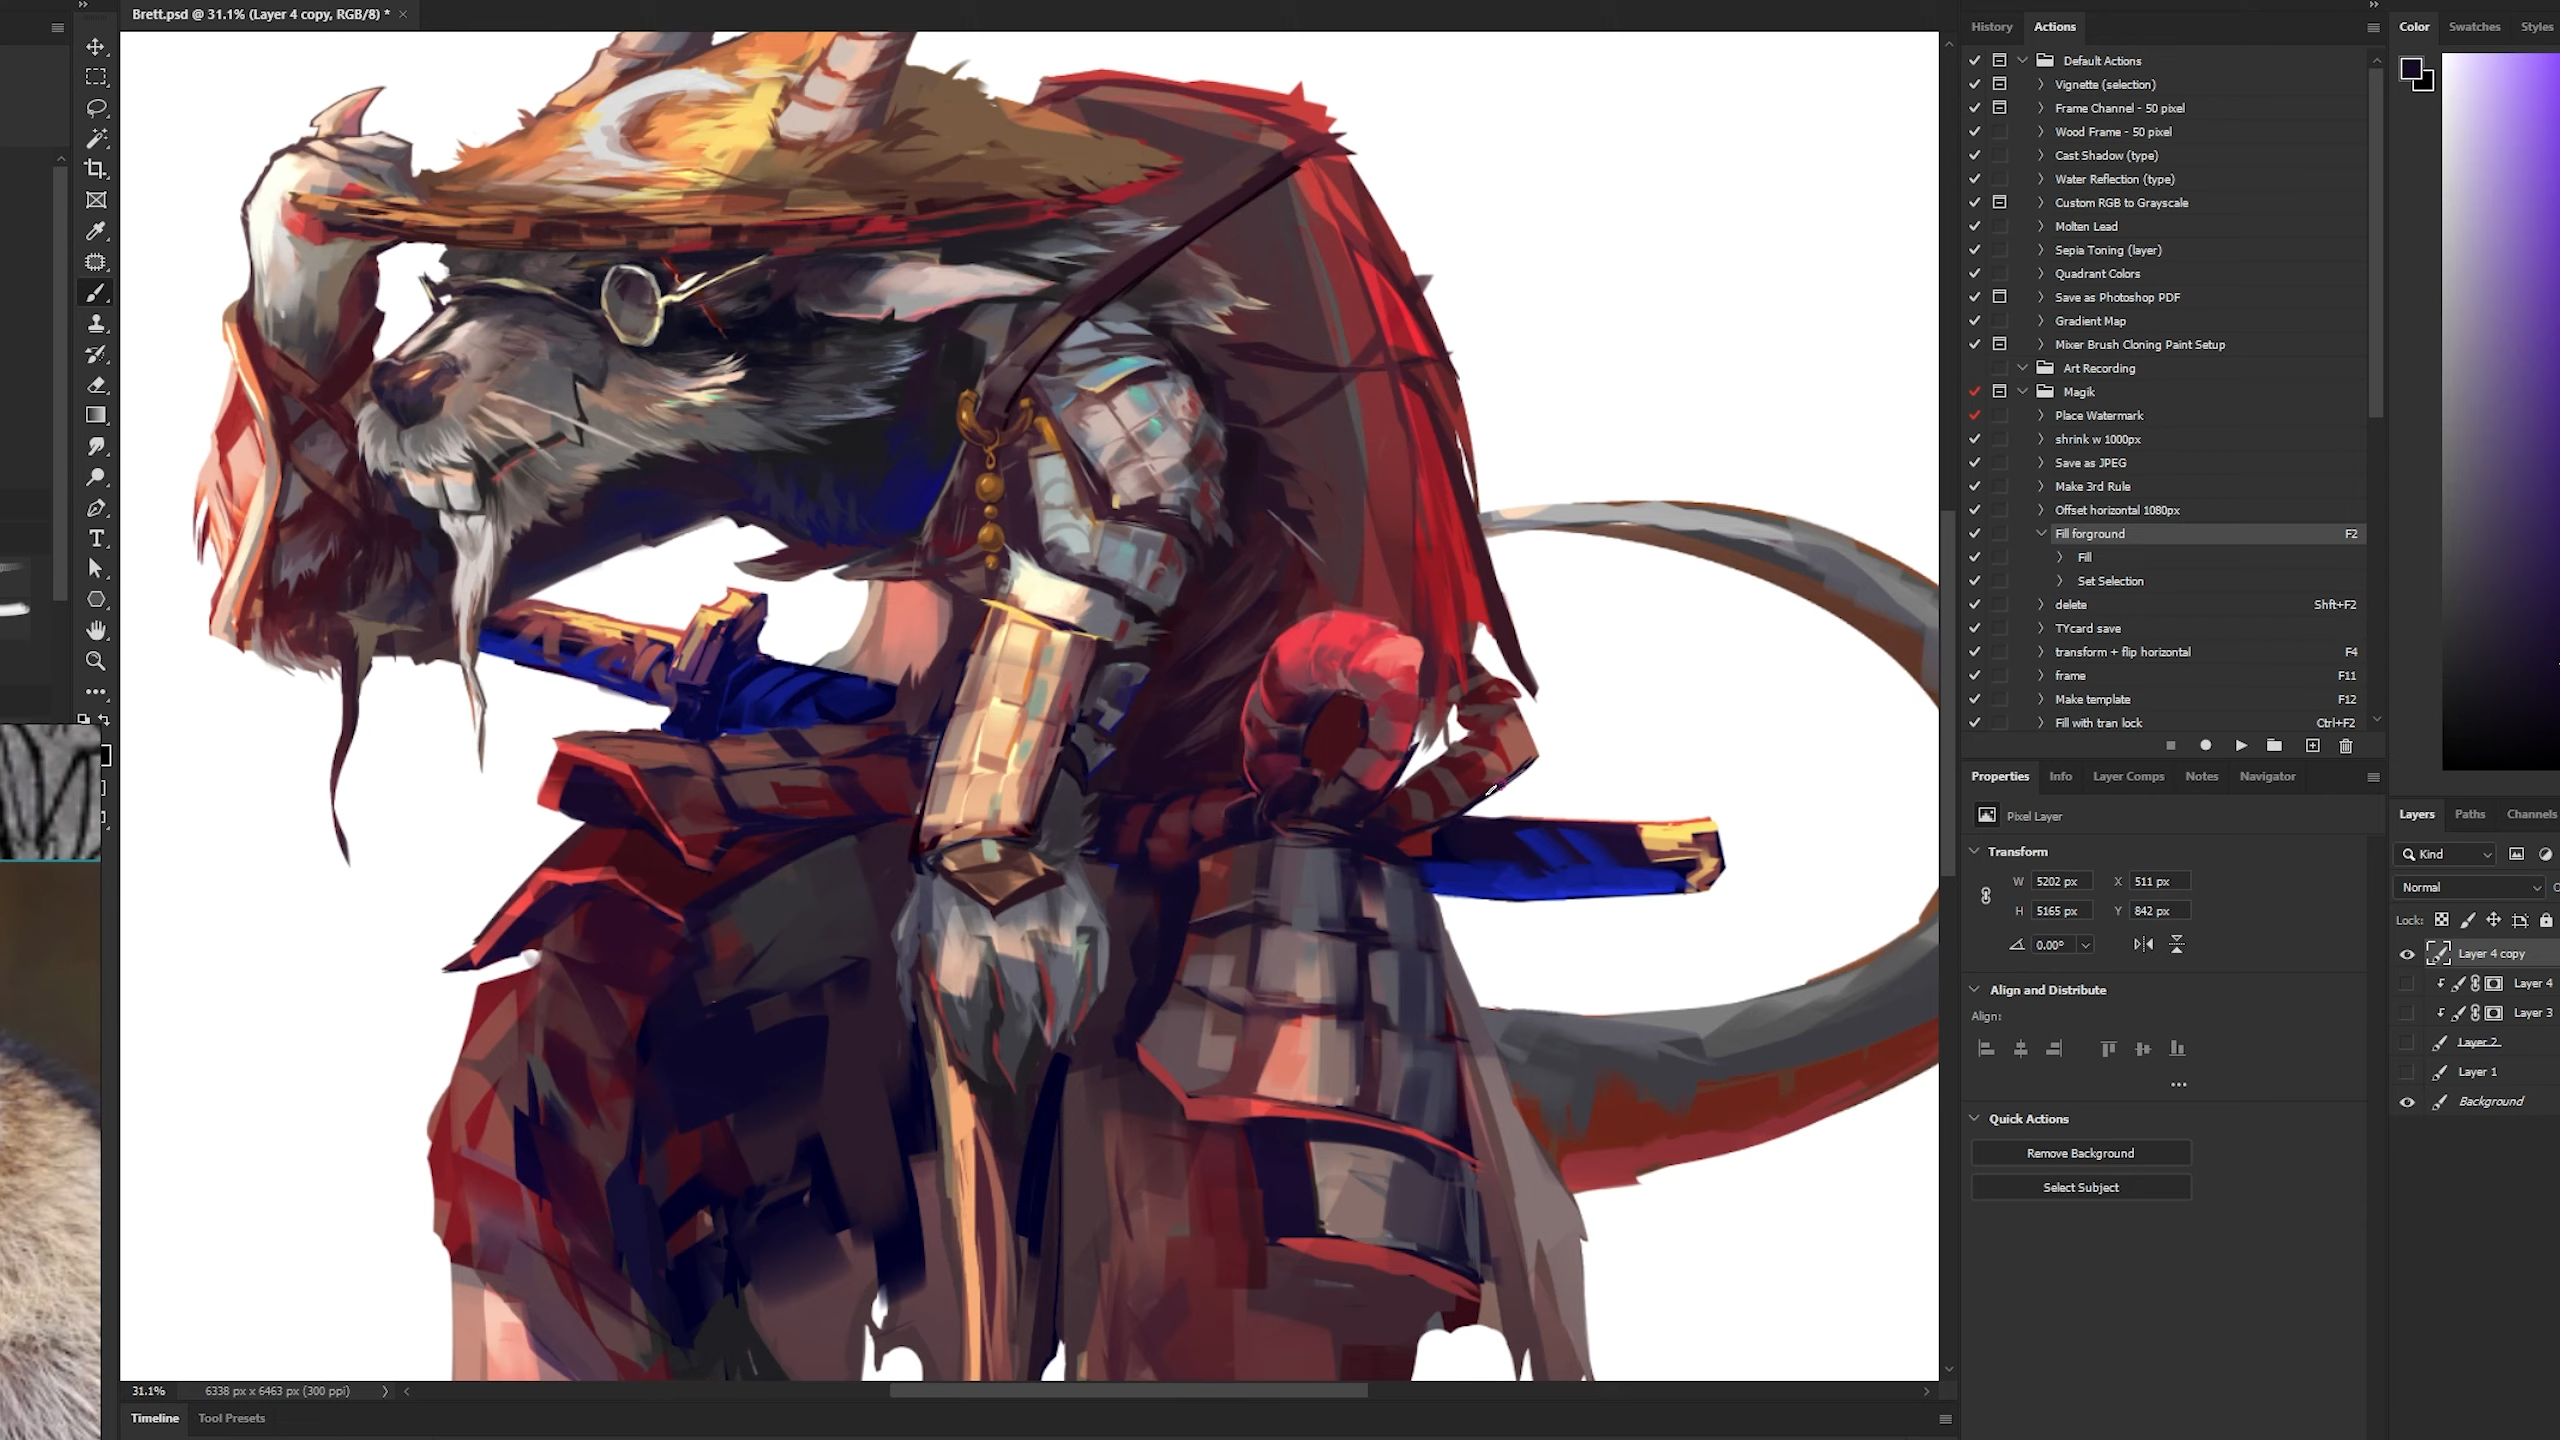 Brett.psd @ 31.1% (Layer 4 copy, RGB/8) *
History
Actions
Default Actions
Vignette (selection)
Frame Channel - 50 pixel
Wood Frame - 50 pixel
Cast Shadow (type)
Water Reflection (type)
Custom RGB to Grayscale
Molten Lead
Sepia Toning (layer)
Quadrant Colors
Save as Photoshop PDF
Gradient Map
Mixer Brush Cloning Paint Setup
Art Recording
Magik
Place Watermark
shrink w 1000px
Save as JPEG
Make 3rd Rule
Offset horizontal 1080px
Fill forground F2
Fill
Set Selection
delete Shft+F2
TYcard save
transform + flip horizontal F4
frame F11
Make template F12
Fill with tran lock Ctrl+F2
Properties
Info
Layer Comps
Notes
Navigator
Pixel Layer
Transform
W 5202 px X 511 px
H 5165 px Y 842 px
0.00°
Align and Distribute
Align:
Quick Actions
Remove Background
Select Subject
Color
Swatches
Styles
Layers
Paths
Channels
Kind
Normal
Lock:
Layer 4 copy
Layer 4
Layer 3
Layer 2
Layer 1
Background
31.1%
6338 px x 6463 px (300 ppi)
Timeline
Tool Presets